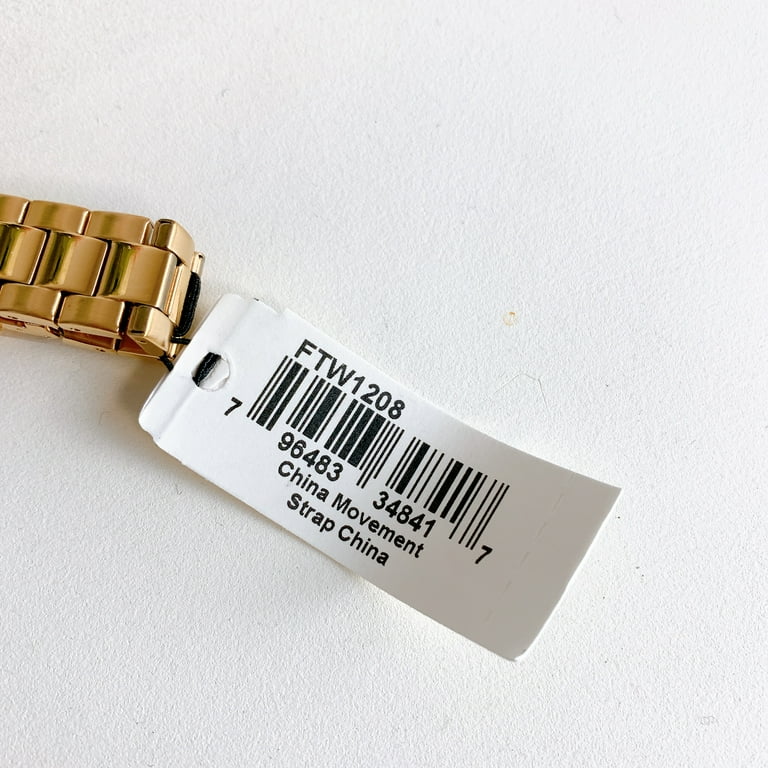 FTW1208
7 96483 34841 7
China Movement
Strap China